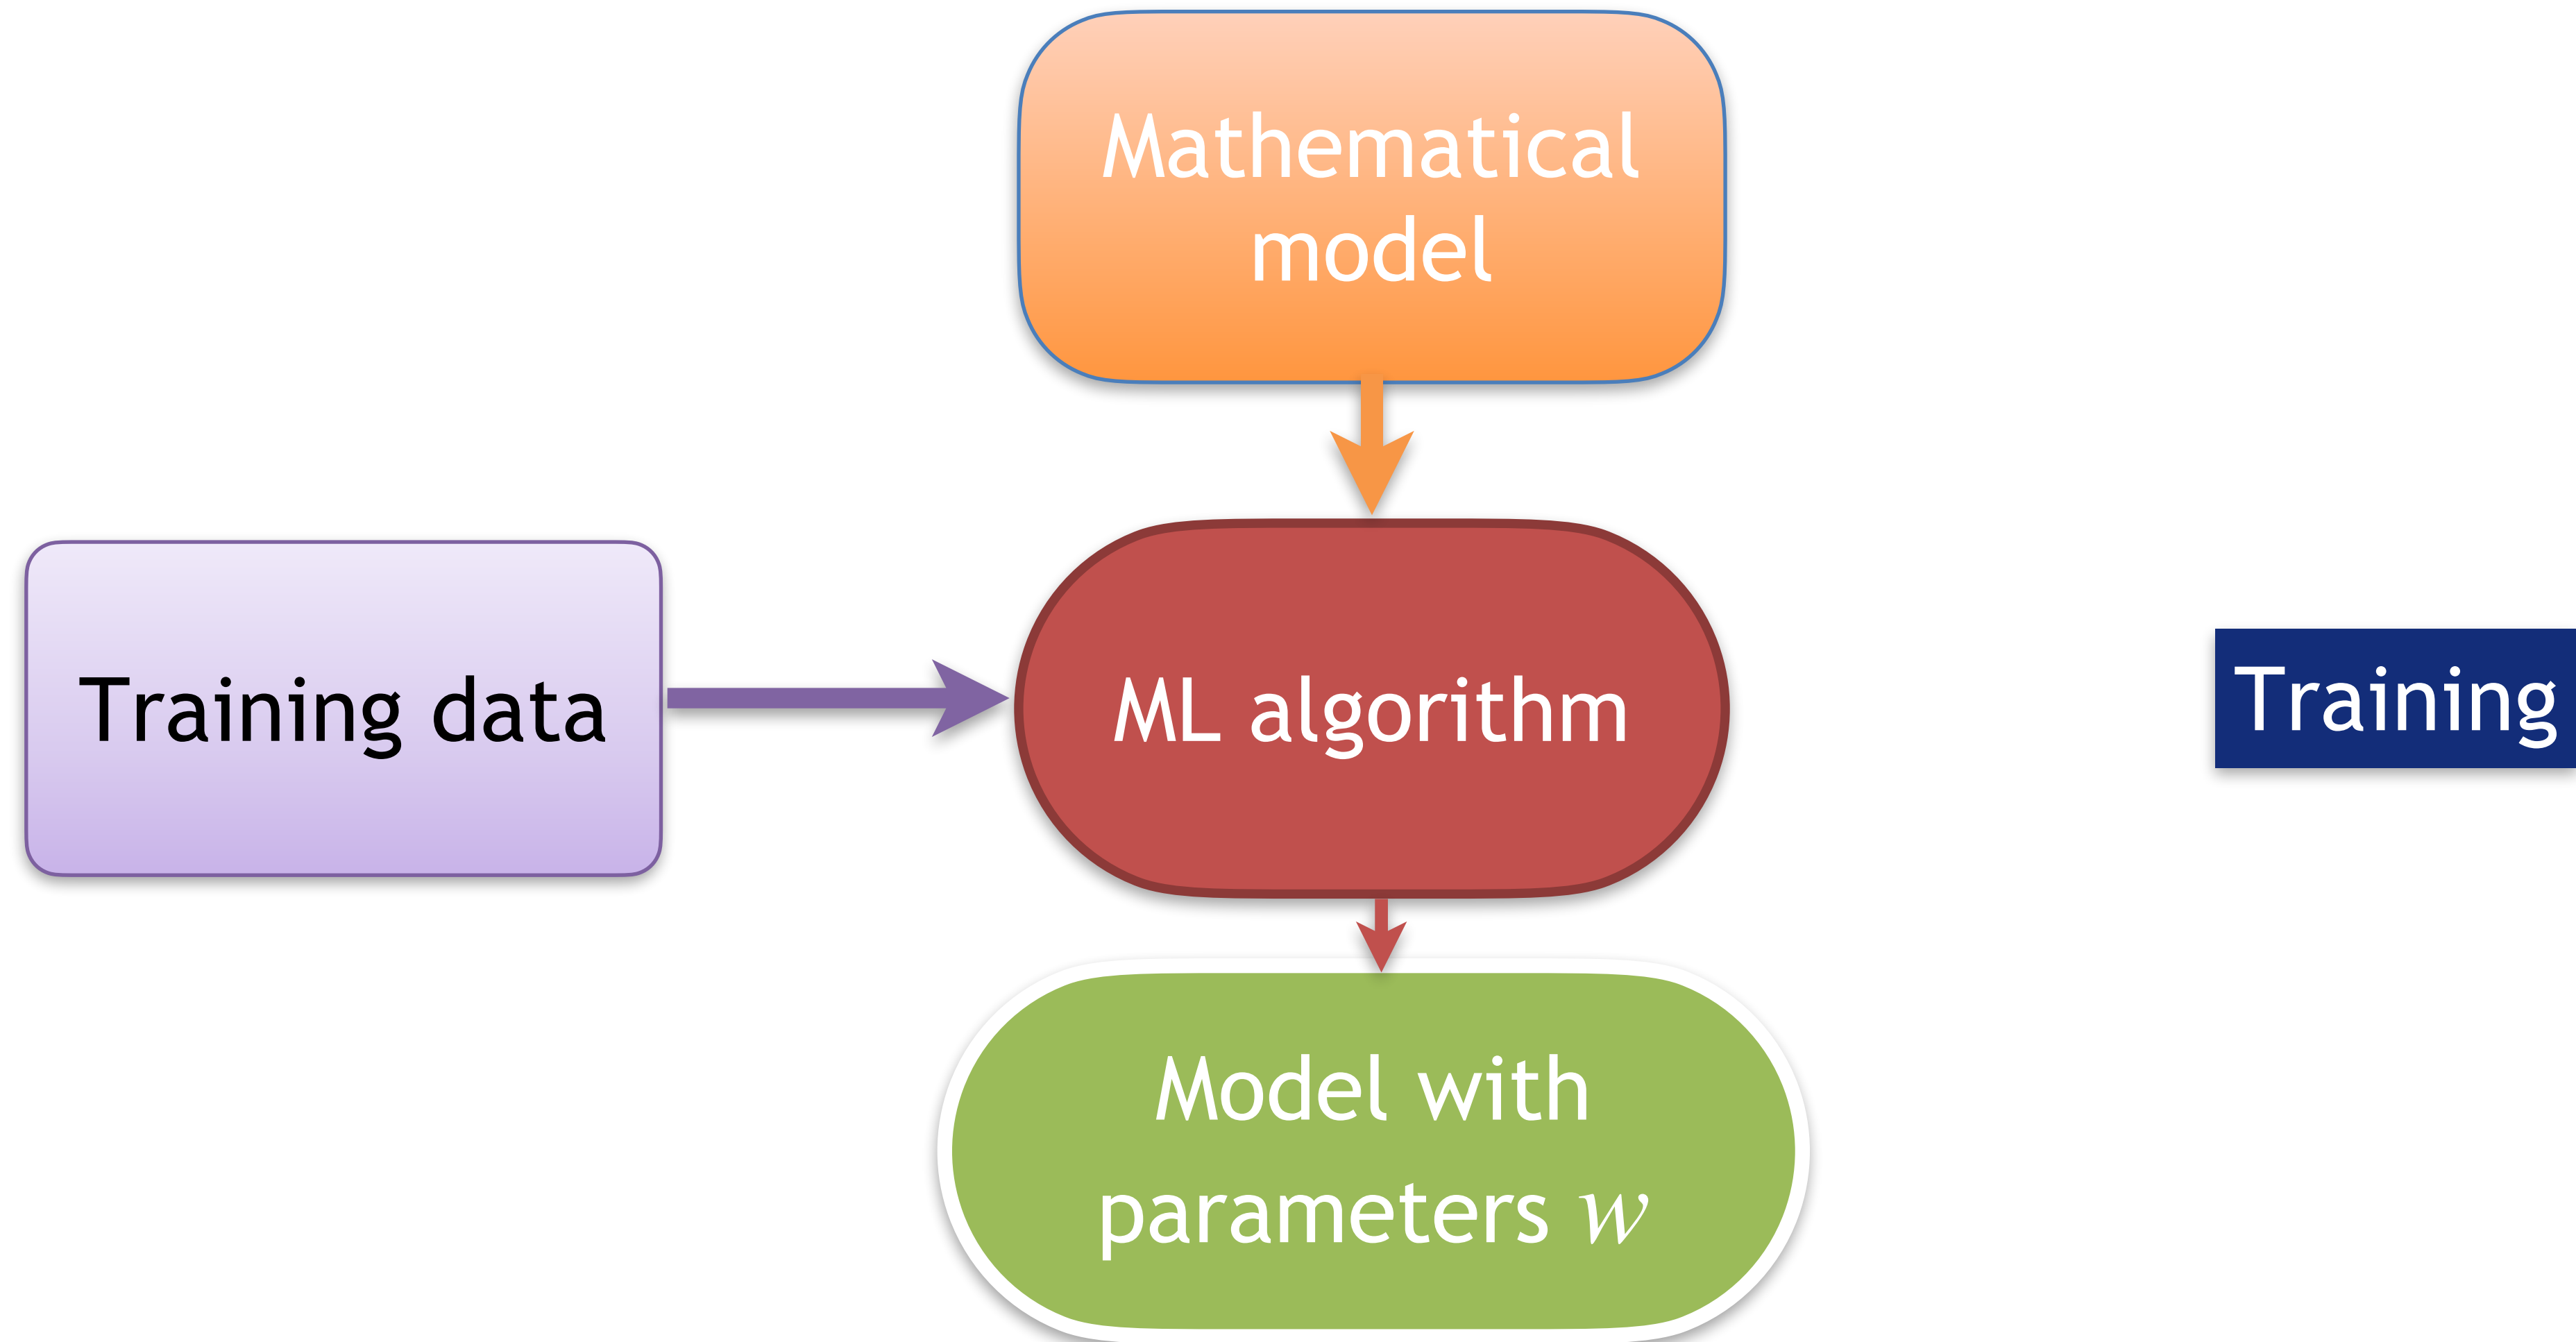 Mathematical
model
Training data
ML algorithm
Training
Model with
parameters w